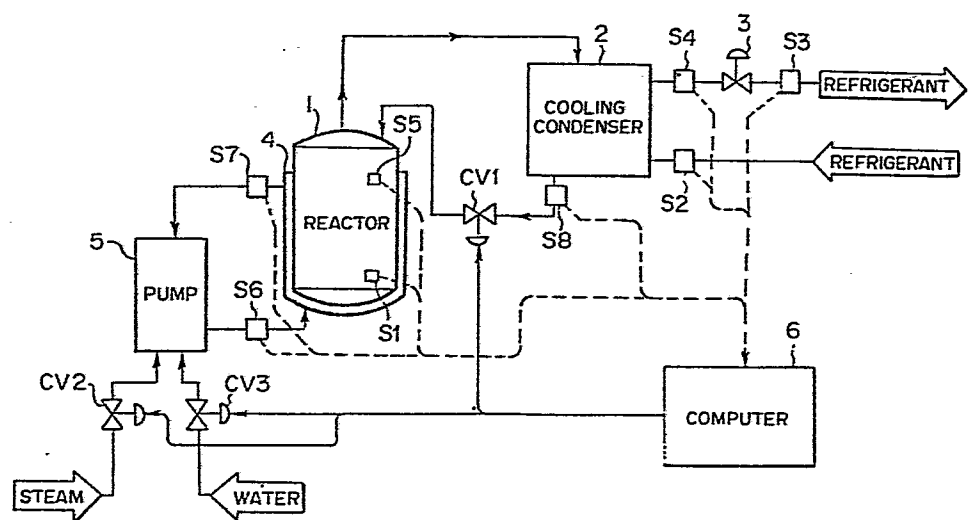 2
S4
3
S3
REFRIGERANT
1
S5
COOLING
CONDENSER
4
S7
CV1
REFRIGERANT
S2
REACTOR
S8
5
PUMP
S6
S1
6
CV2
CV3
COMPUTER
STEAM
WATER